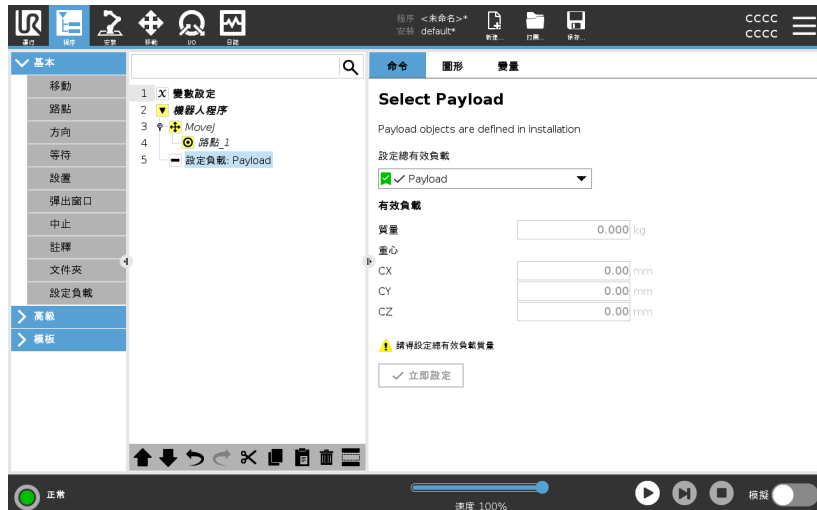 UR
運行
程序
安裝
移動
I/O
日誌
程序 <未命名>*
安裝 default*
新建...
打開...
保存...
CCCC
CCCC
基本
移動
路點
方向
等待
設置
彈出窗口
中止
註釋
文件夾
設定負載
高級
模板
1 X 變數設定
2 機器人程序
3 MoveJ
4 路點_1
5 設定負載: Payload
命令 圖形 變量
Select Payload
Payload objects are defined in installation
設定總有效負載
Payload
有效負載
質量 0.000 kg
重心
CX 0.00 mm
CY 0.00 mm
CZ 0.00 mm
請得設定總有效負載質量
立即設定
正常
速度 100%
模擬